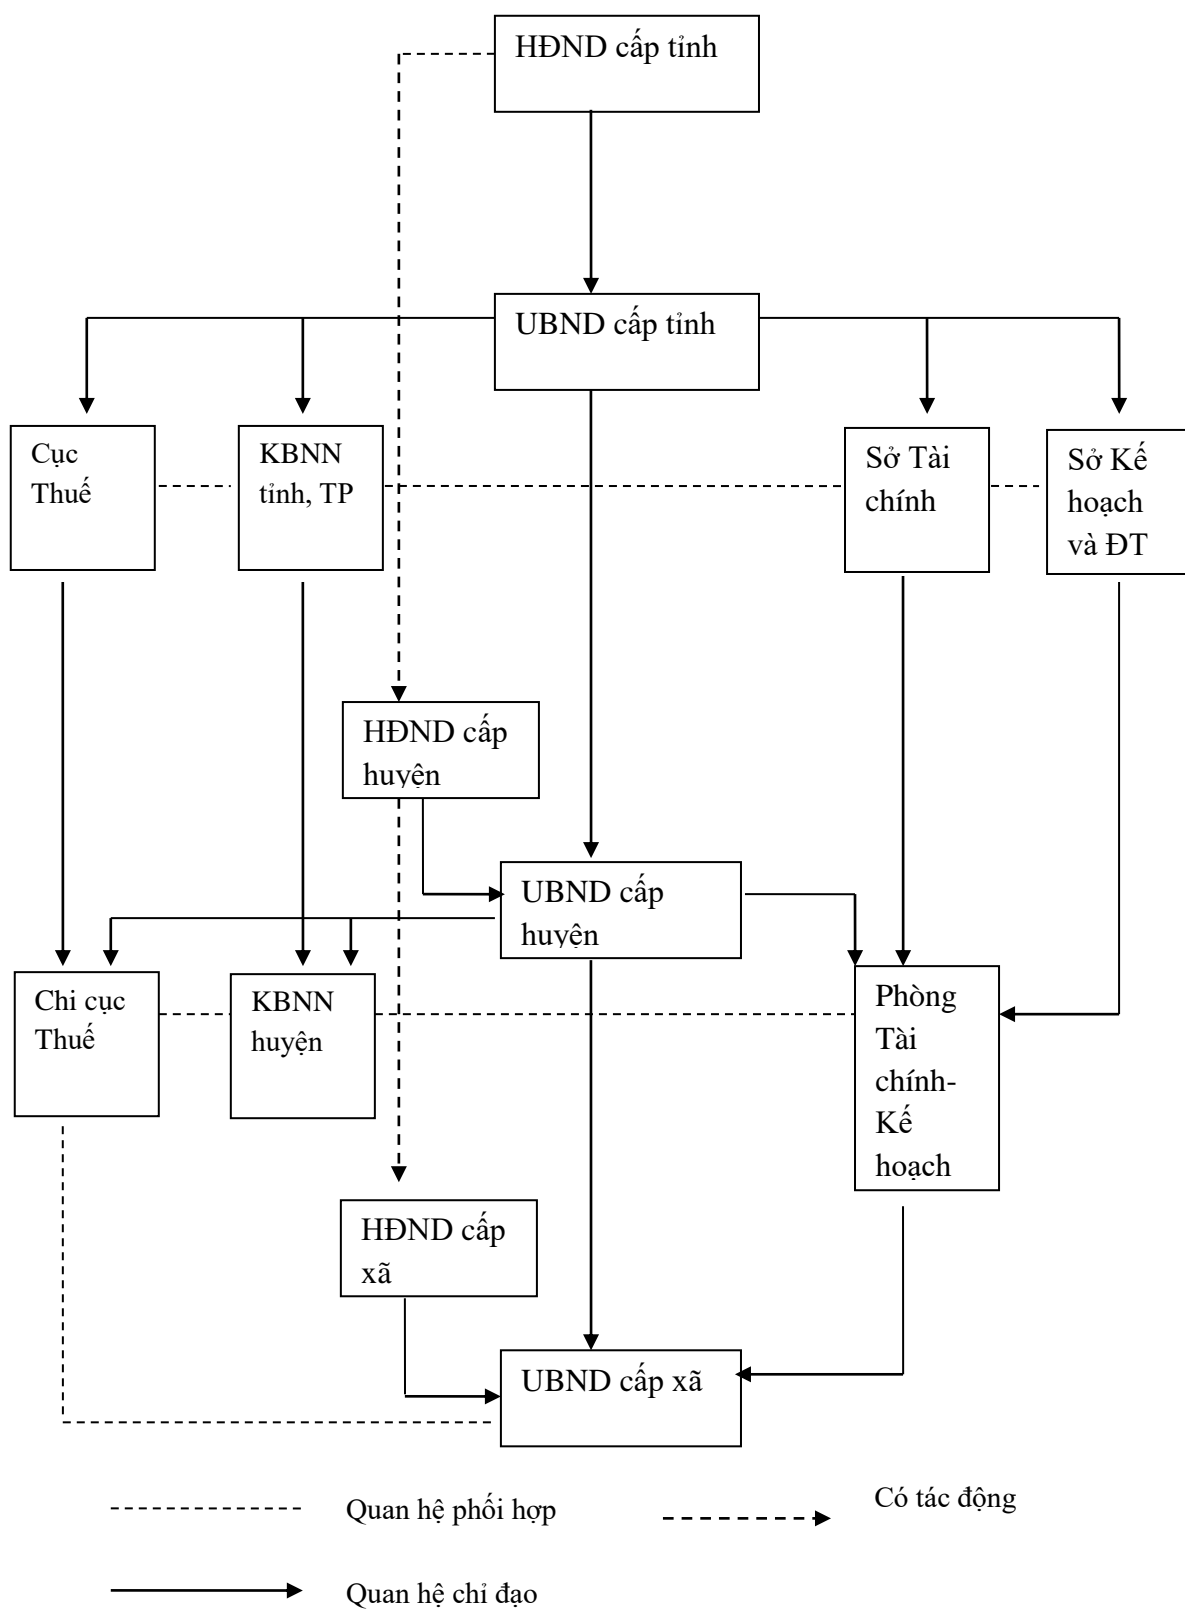 HĐND cấp tỉnh
UBND cấp tỉnh
Cục
Thuế
KBNN
tỉnh, TP
Sở Tài
chính
Sở Kế
hoạch
và ĐT
HĐND cấp
huyện
UBND cấp
huyện
Chi cục
Thuế
KBNN
huyện
Phòng
Tài
chính-
Kế
hoạch
HĐND cấp
xã
UBND cấp xã
Quan hệ phối hợp
Có tác động
Quan hệ chỉ đạo